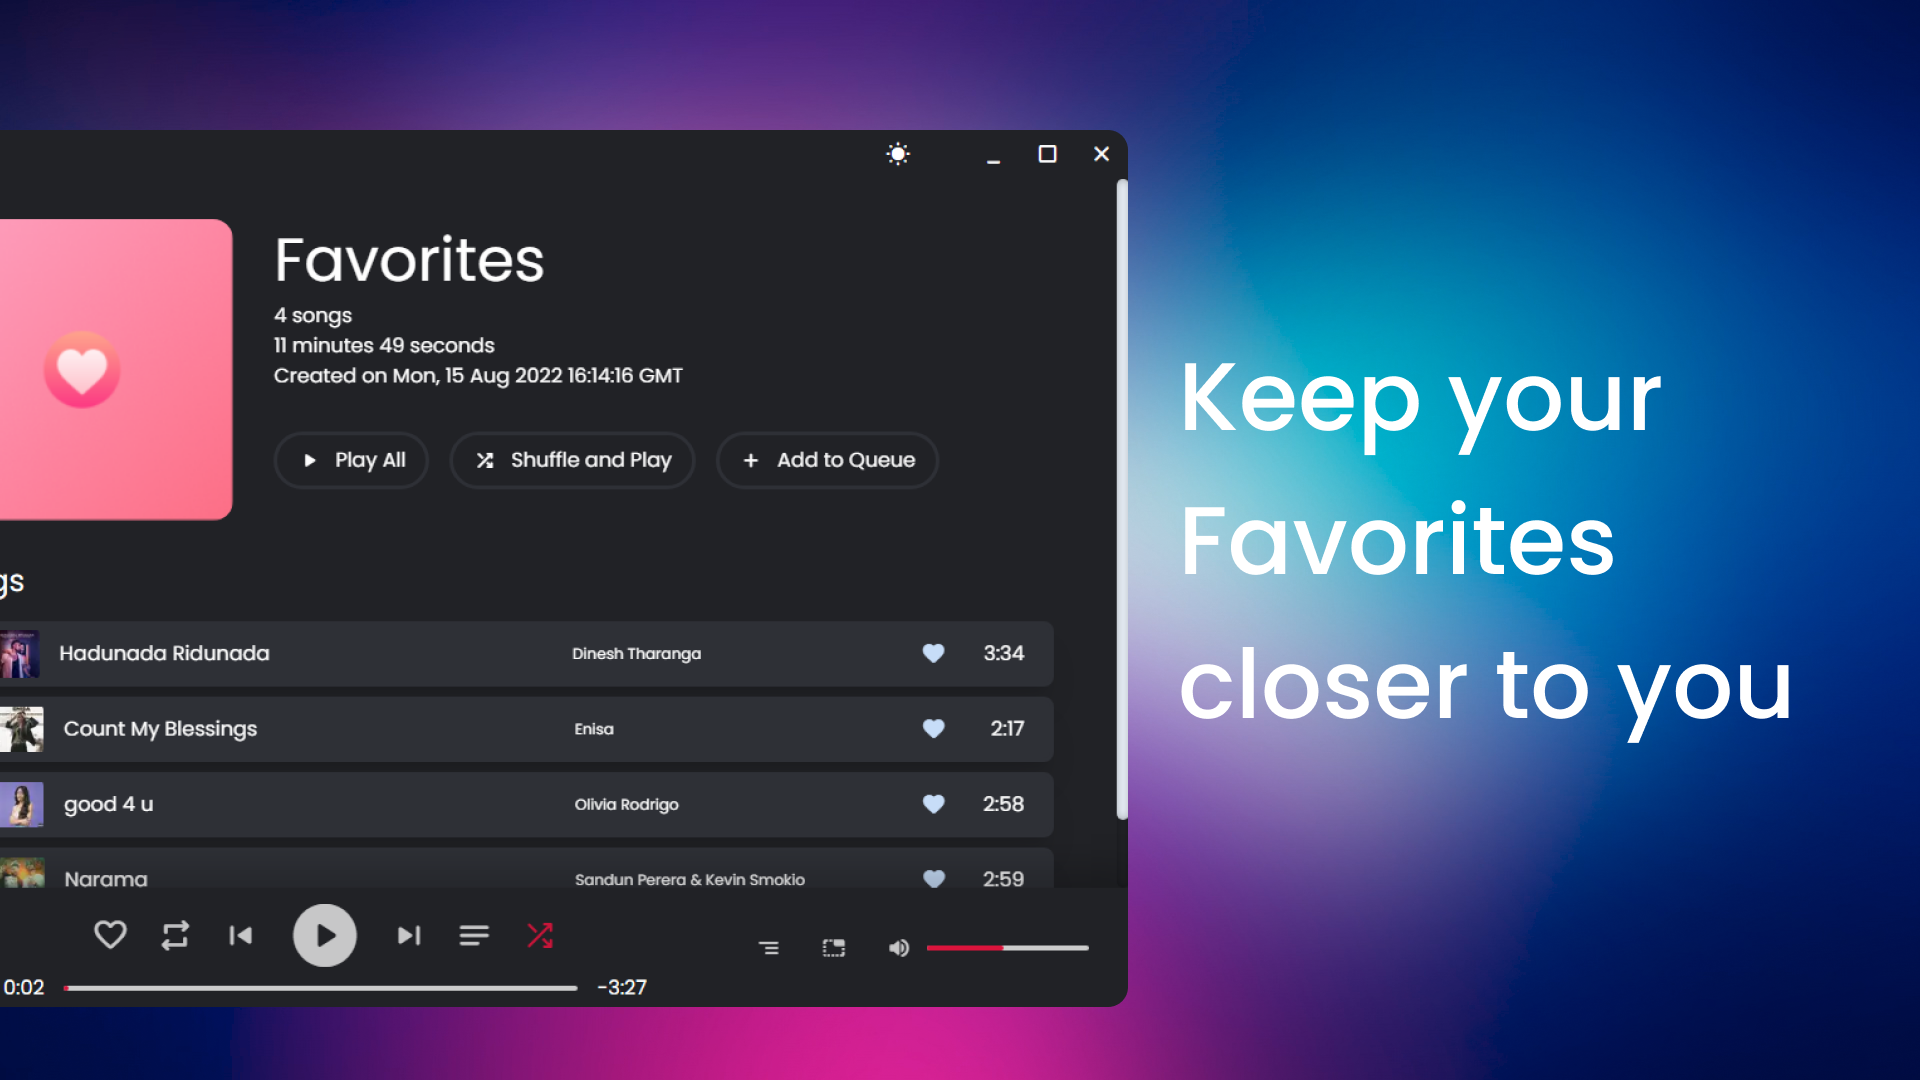 Favorites
4 songs
11 minutes 49 seconds
Created on Mon, 15 Aug 2022 16:14:16 GMT
Play All
Shuffle and Play
Add to Queue
gs
Hadunada Ridunada Dinesh Tharanga 3:34
Count My Blessings Enisa 2:17
good 4 u Olivia Rodrigo 2:58
Narama Sandun Perera & Kevin Smokio 2:59
0:02 -3:27
Keep your
Favorites
closer to you